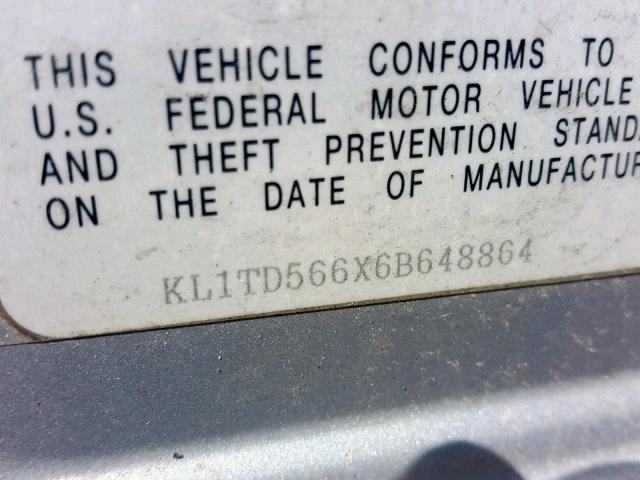 THIS VEHICLE CONFORMS TO
U.S. FEDERAL MOTOR VEHICLE
AND THEFT PREVENTION STAND
ON THE DATE OF MANUFACTUR
KL1TD566X6B648864